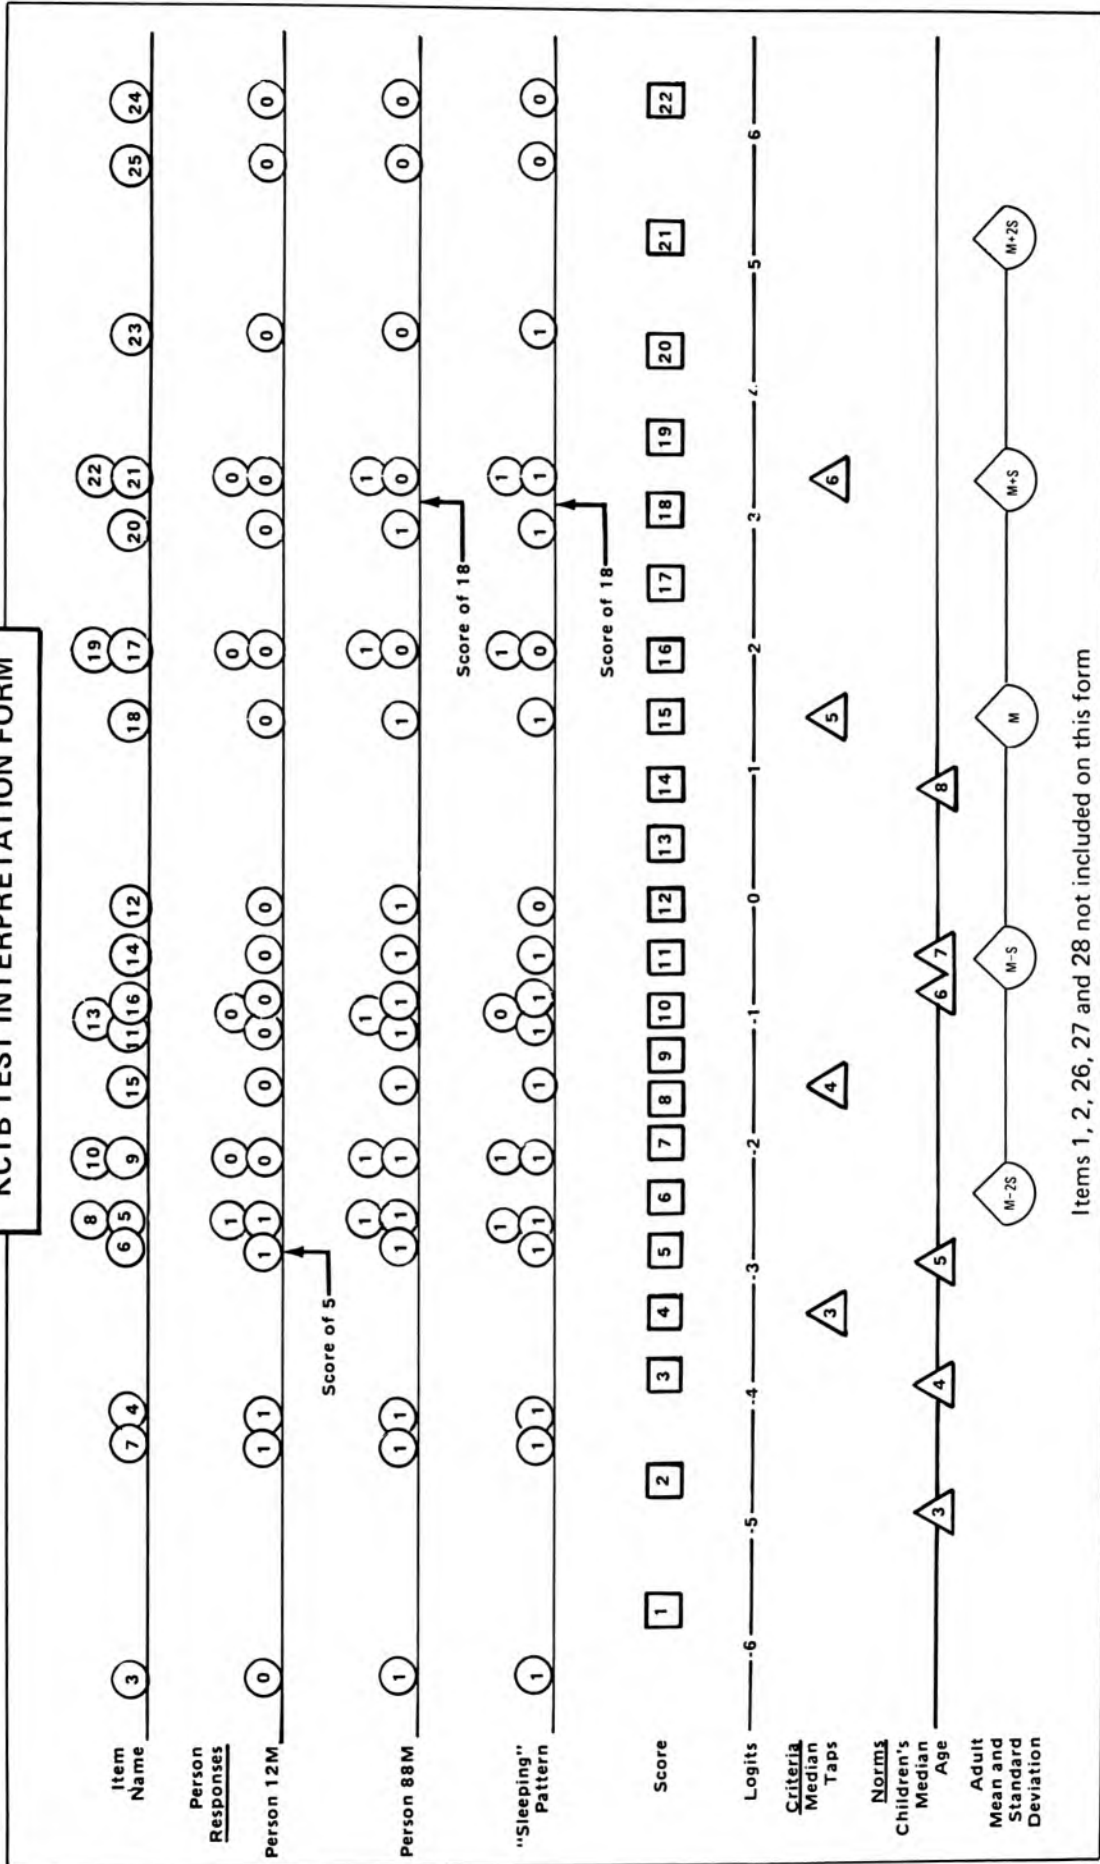 KCTB TEST INTERPRETATION FORM
8 10 13 19 22
Item
Name
3 7 4 6 5 9 15 11 16 14 12 18 17 20 21 23 25 24
Person
Responses
1 0 0 0 0
Person 12M
0 1 1 1 1 0 0 0 0 0 0 0 0 0 0 0 0 0
Score of 5
1 1 1 1 1
Person 88M
1 1 1 1 1 1 1 1 1 1 1 1 0 1 0 0 0 0
Score of 18
1 1 0 1 1
"Sleeping"
Pattern
1 1 1 1 1 1 1 1 1 1 0 1 0 1 1 1 0 0
Score of 18
Score
1 2 3 4 5 6 7 8 9 10 11 12 13 14 15 16 17 18 19 20 21 22
Logits
-6 -5 -4 -3 -2 -1 0 1 2 3 4 5 6
Criteria
Median
Taps
3 4 5 6
Norms
Children's
Median
Age
3 4 5 6 7 8
Adult
Mean and
Standard
Deviation
M-2S M-S M M+S M+2S
Items 1, 2, 26, 27 and 28 not included on this form